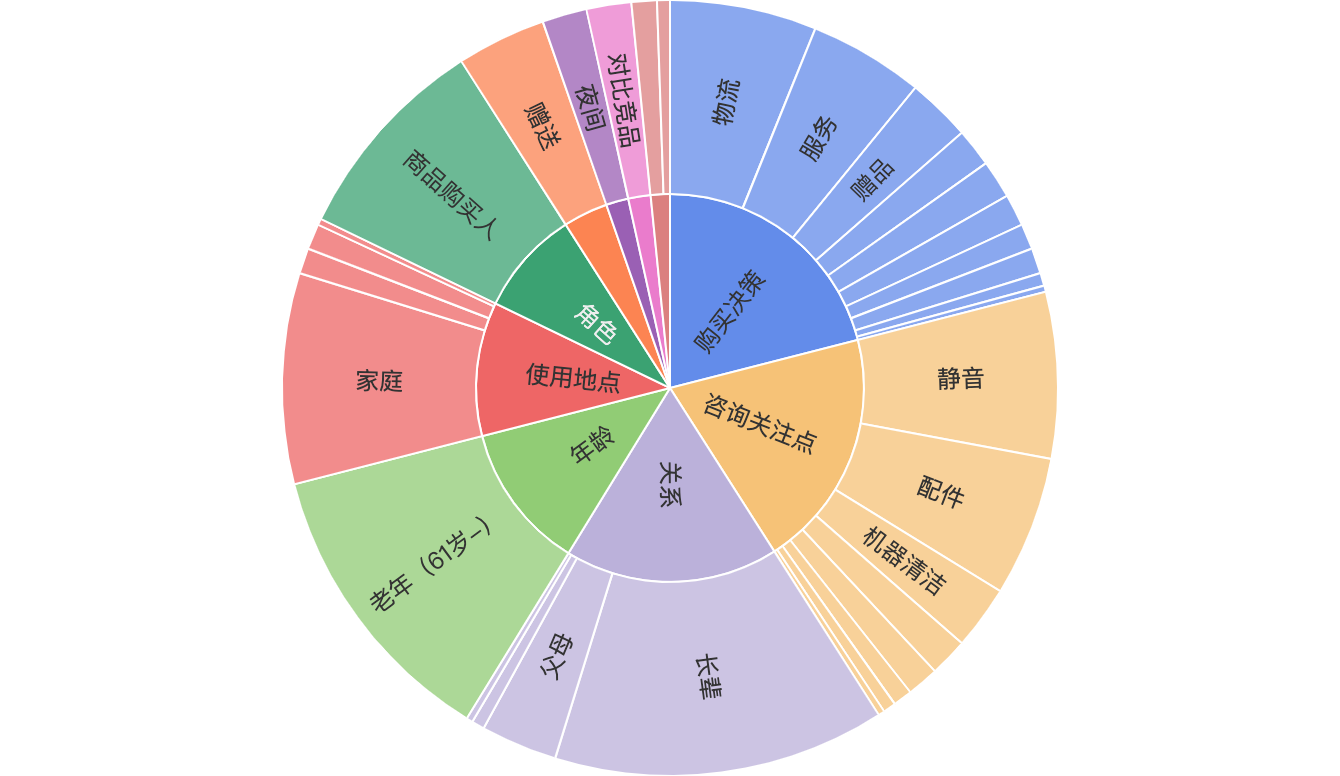 购买决策
物流
服务
赠品
咨询关注点
静音
配件
机器清洁
关系
长辈
父母
年龄
老年（61岁–）
使用地点
家庭
角色
商品购买人
赠送
夜间
对比竞品